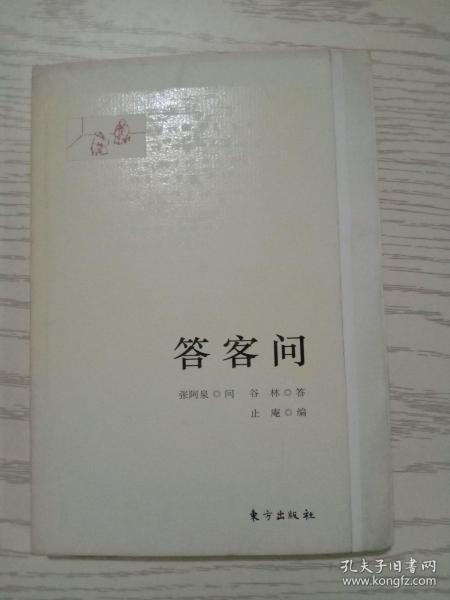 答客问
张阿泉◎问 谷林◎答
止庵◎编
東方出版社
孔夫子旧书网
www.kongfz.com